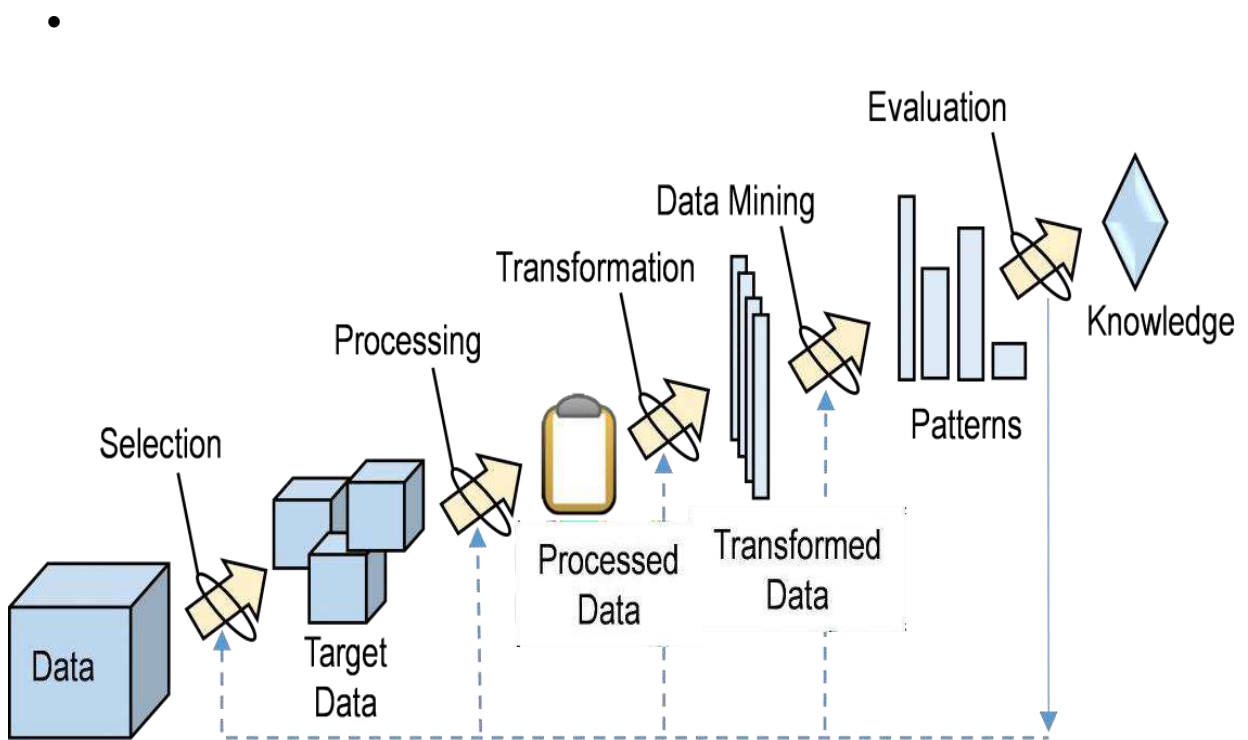 •
Evaluation
Data Mining
Transformation
Processing
Selection
Knowledge
Patterns
Transformed
Data
Processed
Data
Target
Data
Data